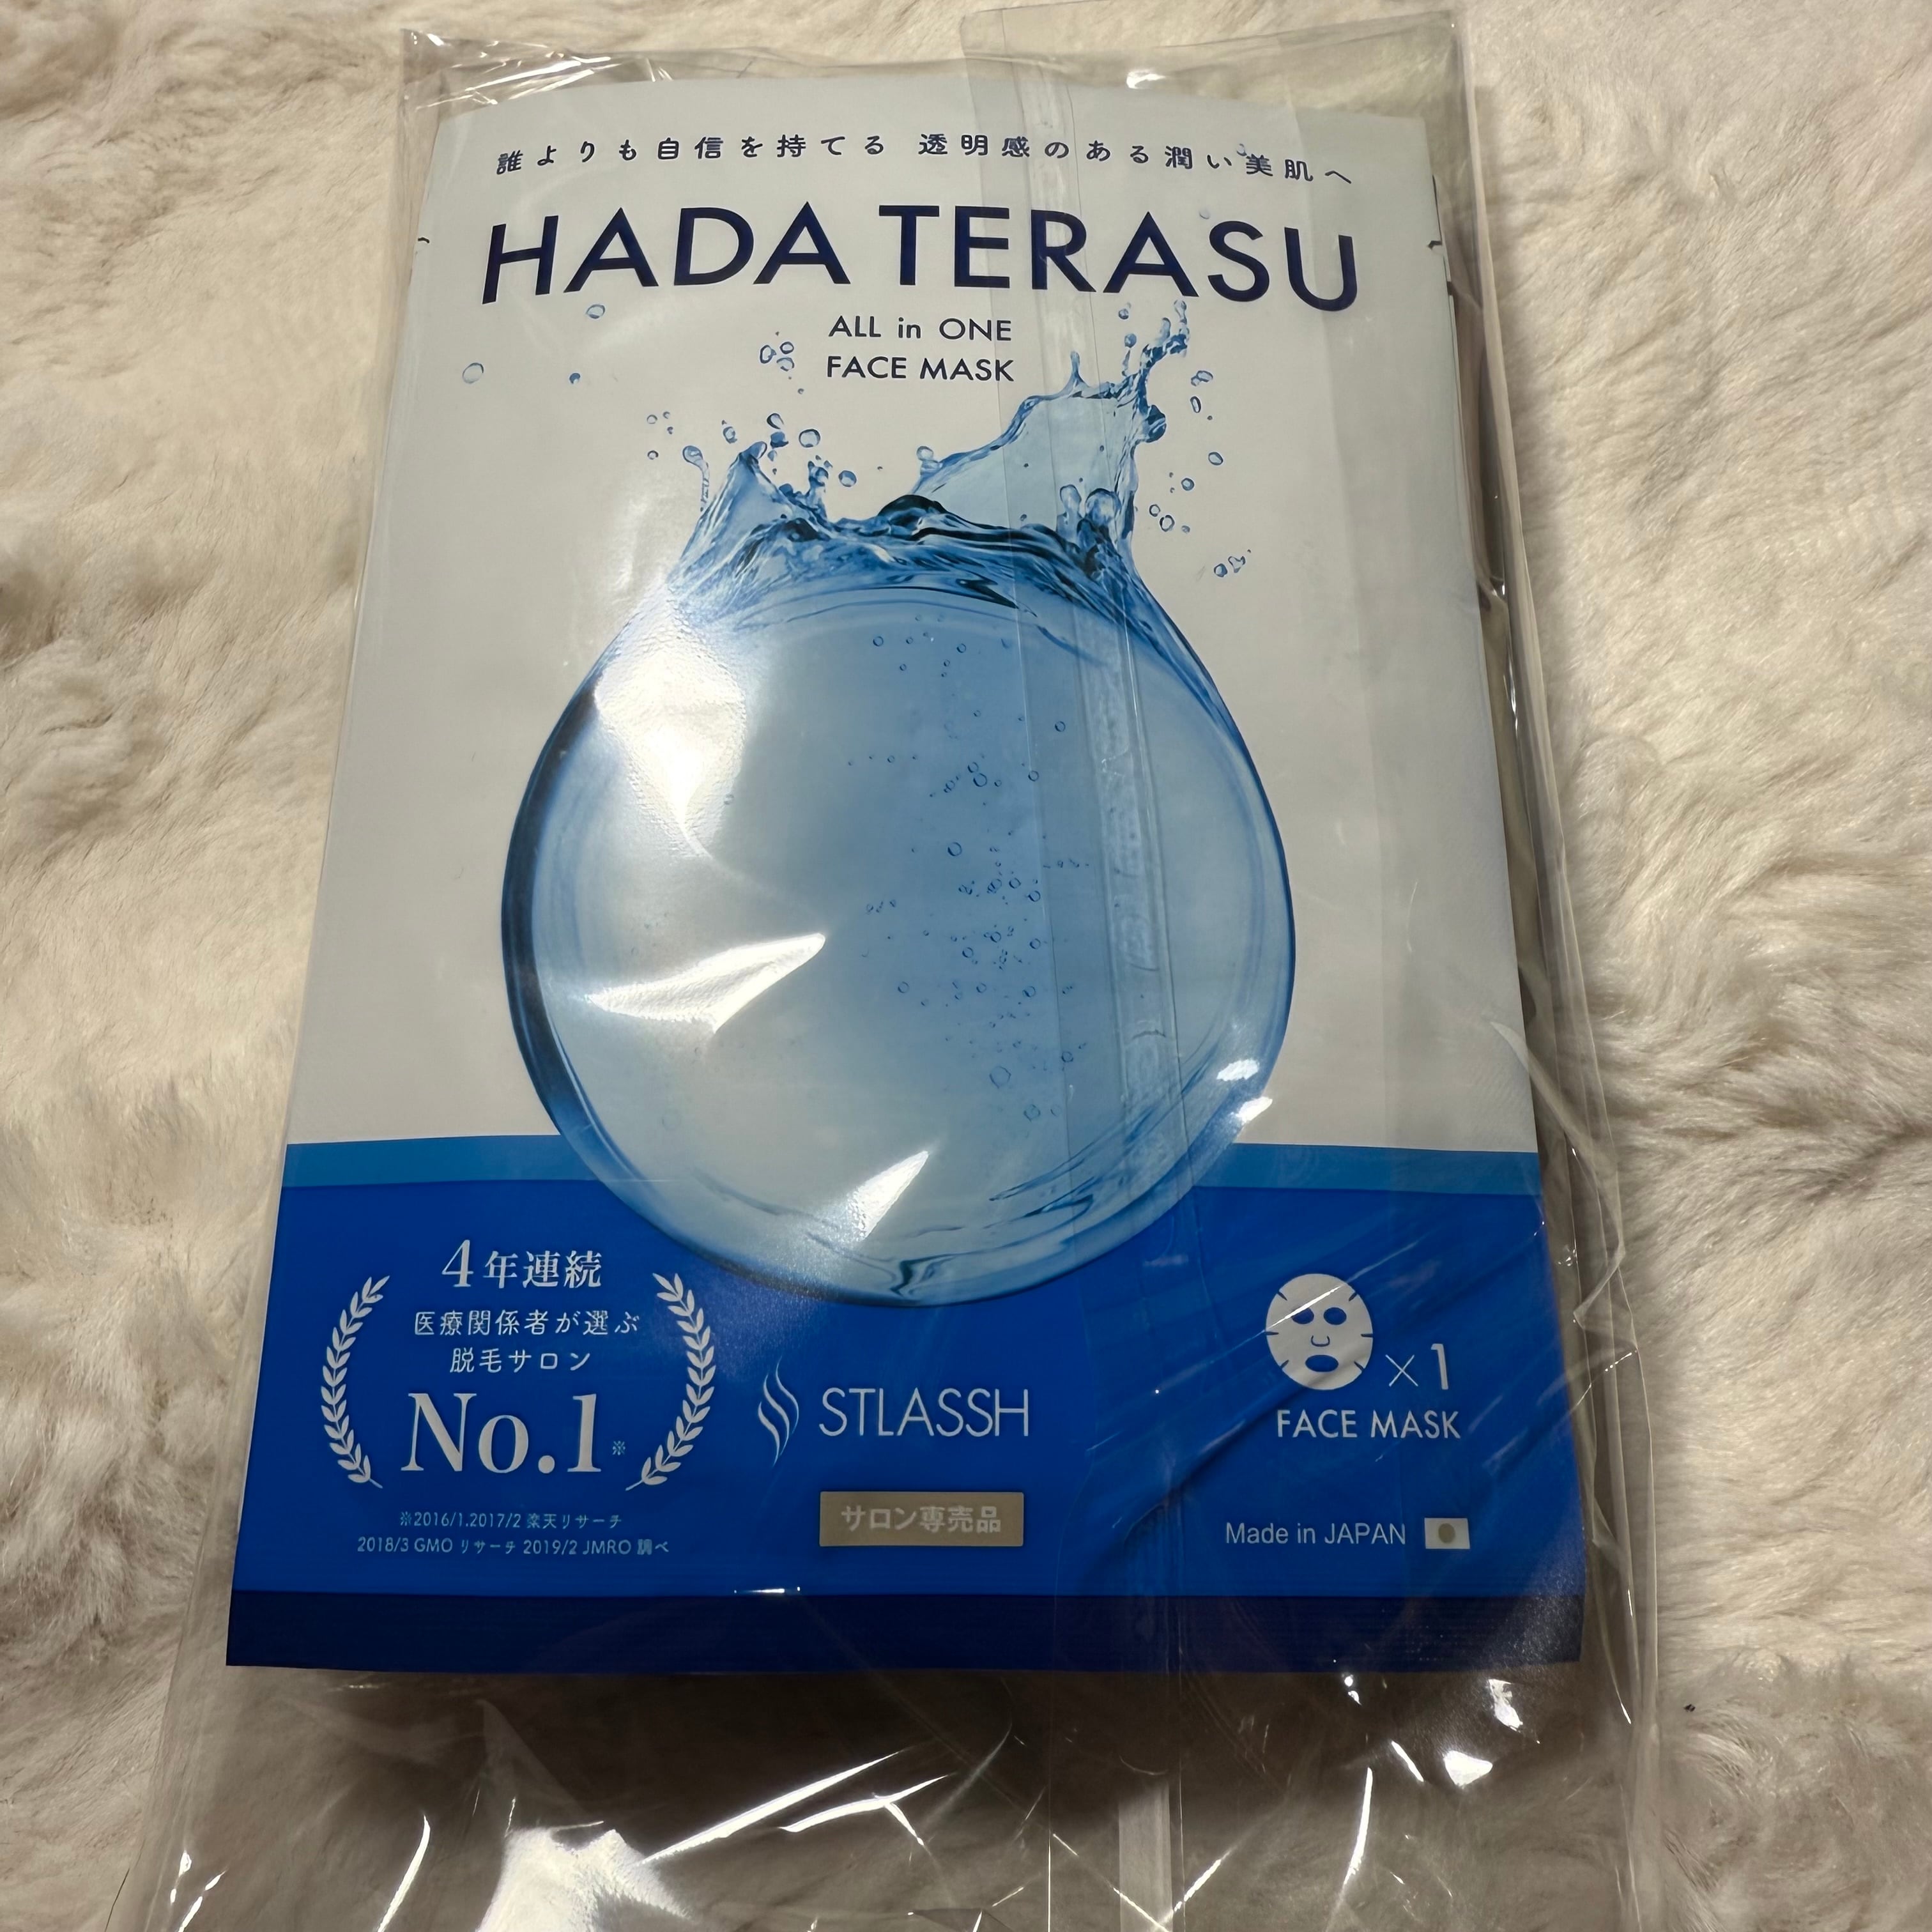 誰よりも自信を持てる 透明感のある潤い美肌へ
HADA TERASU
ALL in ONE
FACE MASK
4年連続
医療関係者が選ぶ
脱毛サロン
No.1※
※2016/1.2017/2 楽天リサーチ
2018/3 GMO リサーチ 2019/2 JMRO 調べ
STLASSH
サロン専売品
×1
FACE MASK
Made in JAPAN